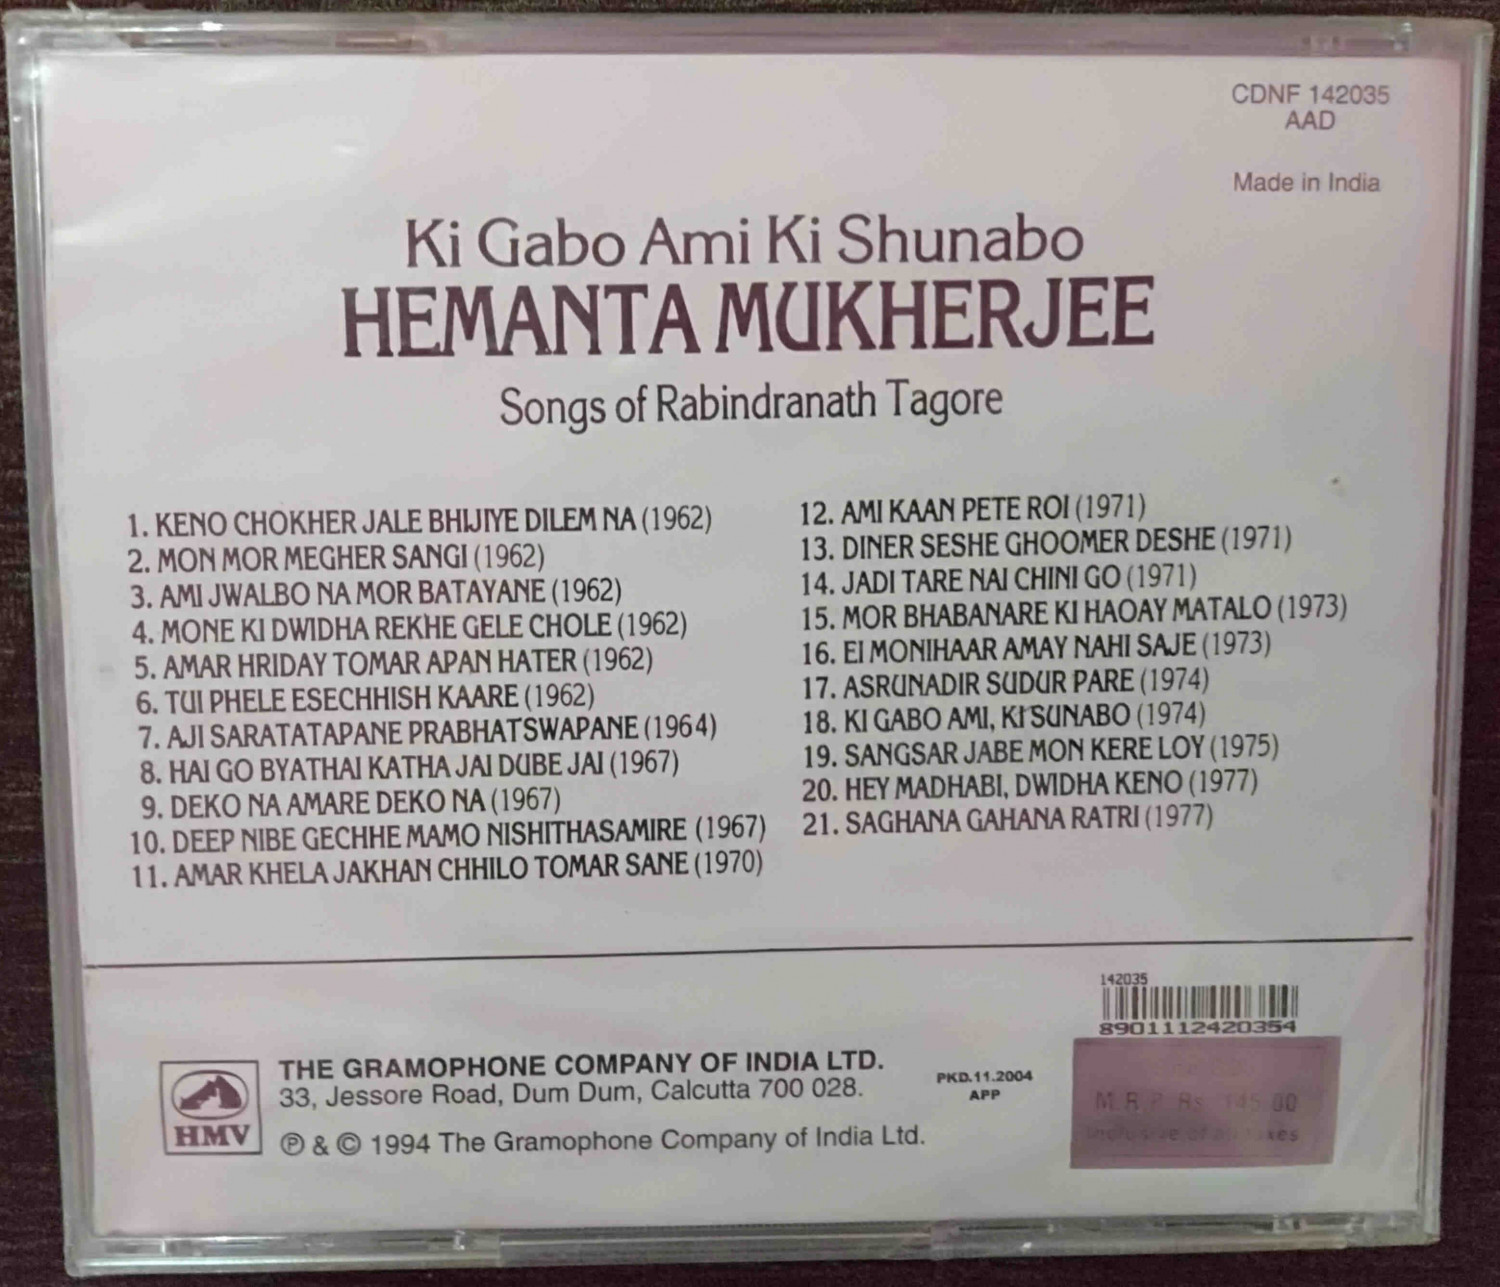 CDNF 142035
AAD
Made in India
Ki Gabo Ami Ki Shunabo
HEMANTA MUKHERJEE
Songs of Rabindranath Tagore
1. KENO CHOKHER JALE BHIJIYE DILEM NA (1962)
2. MON MOR MEGHER SANGI (1962)
3. AMI JWALBO NA MOR BATAYANE (1962)
4. MONE KI DWIDHA REKHE GELE CHOLE (1962)
5. AMAR HRIDAY TOMAR APAN HATER (1962)
6. TUI PHELE ESECHHISH KAARE (1962)
7. AJI SARATATAPANE PRABHATSWAPANE (1964)
8. HAI GO BYATHAI KATHA JAI DUBE JAI (1967)
9. DEKO NA AMARE DEKO NA (1967)
10. DEEP NIBE GECHHE MAMO NISHITHASAMIRE (1967)
11. AMAR KHELA JAKHAN CHHILO TOMAR SANE (1970)
12. AMI KAAN PETE ROI (1971)
13. DINER SESHE GHOOMER DESHE (1971)
14. JADI TARE NAI CHINI GO (1971)
15. MOR BHABANARE KI HAOAY MATALO (1973)
16. EI MONIHAAR AMAY NAHI SAJE (1973)
17. ASRUNADIR SUDUR PARE (1974)
18. KI GABO AMI, KI SUNABO (1974)
19. SANGSAR JABE MON KERE LOY (1975)
20. HEY MADHABI, DWIDHA KENO (1977)
21. SAGHANA GAHANA RATRI (1977)
142035
8901112420354
HMV
THE GRAMOPHONE COMPANY OF INDIA LTD.
33, Jessore Road, Dum Dum, Calcutta 700 028.
℗ & © 1994 The Gramophone Company of India Ltd.
PKD.11.2004
APP
M.R.P. Rs. 145.00
Inclusive of all taxes